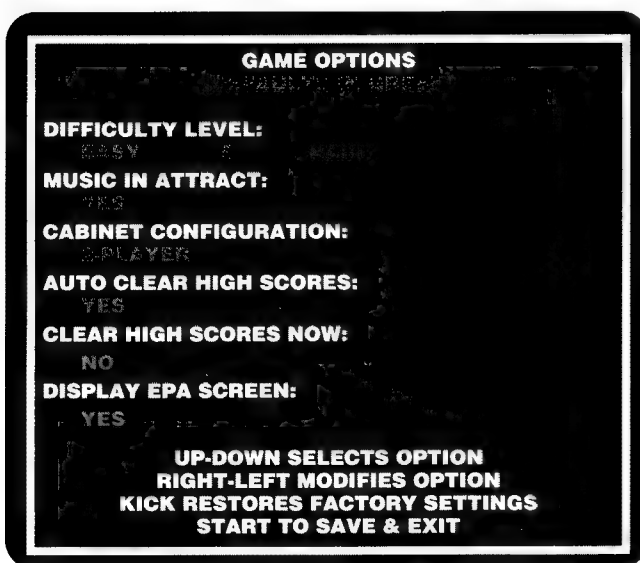 GAME OPTIONS
DIFFICULTY LEVEL:
EASY
MUSIC IN ATTRACT:
YES
CABINET CONFIGURATION:
2-PLAYER
AUTO CLEAR HIGH SCORES:
YES
CLEAR HIGH SCORES NOW:
NO
DISPLAY EPA SCREEN:
YES
UP-DOWN SELECTS OPTION
RIGHT-LEFT MODIFIES OPTION
KICK RESTORES FACTORY SETTINGS
START TO SAVE & EXIT